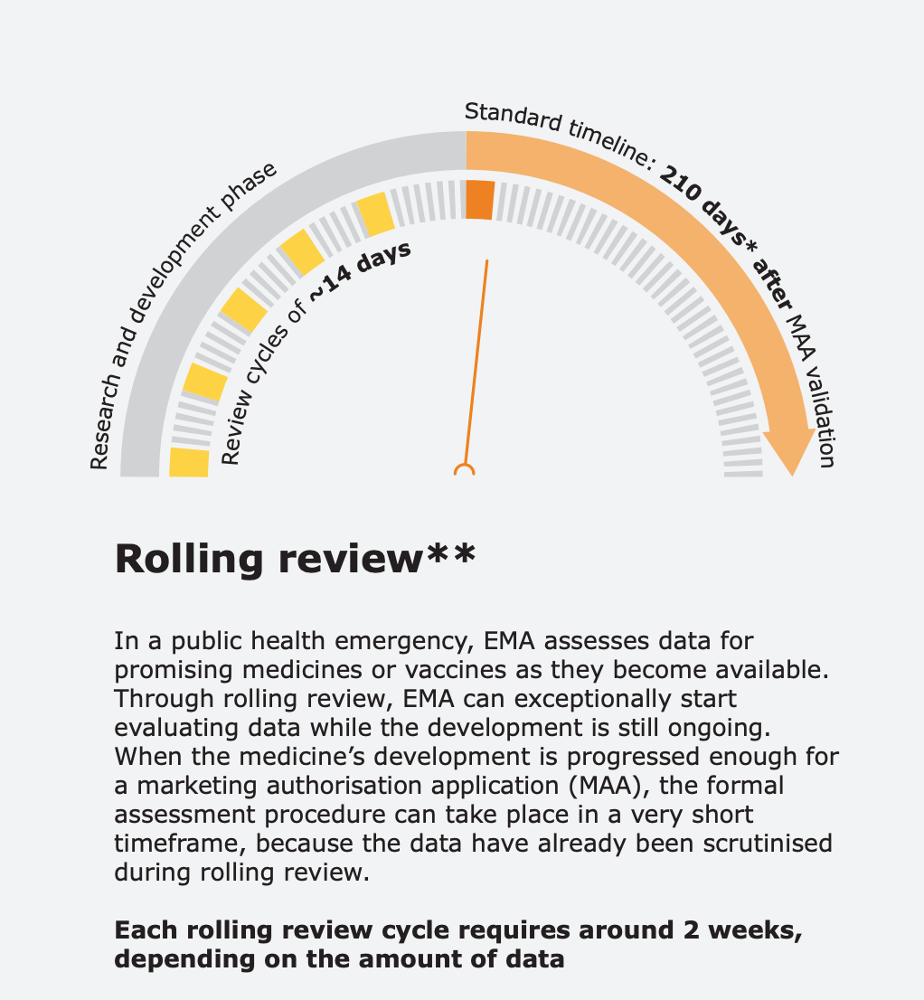 Standard timeline: 210 days* after MAA validation
Research and development phase
Review cycles of ~14 days
Rolling review**
In a public health emergency, EMA assesses data for
promising medicines or vaccines as they become available.
Through rolling review, EMA can exceptionally start
evaluating data while the development is still ongoing.
When the medicine’s development is progressed enough for
a marketing authorisation application (MAA), the formal
assessment procedure can take place in a very short
timeframe, because the data have already been scrutinised
during rolling review.
Each rolling review cycle requires around 2 weeks,
depending on the amount of data